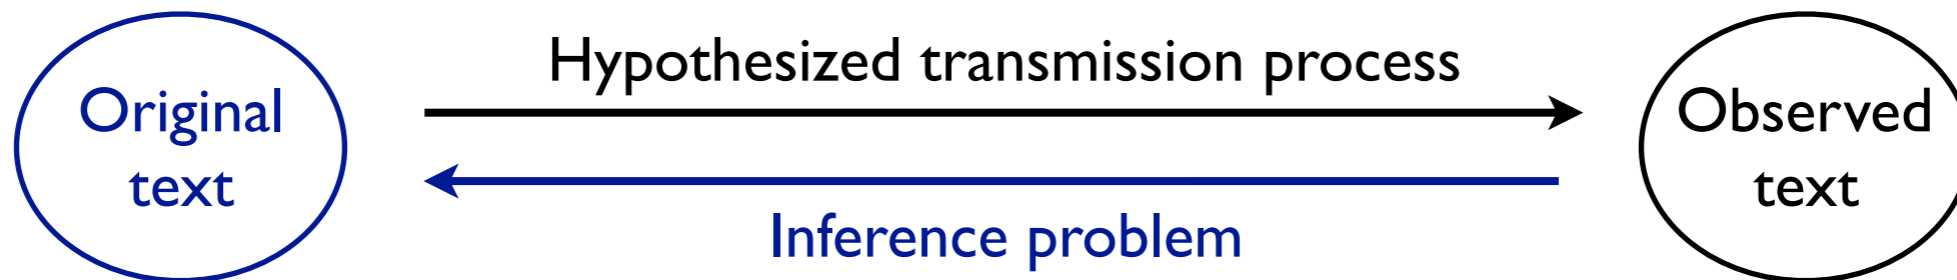 Original
text
Hypothesized transmission process
Inference problem
Observed
text